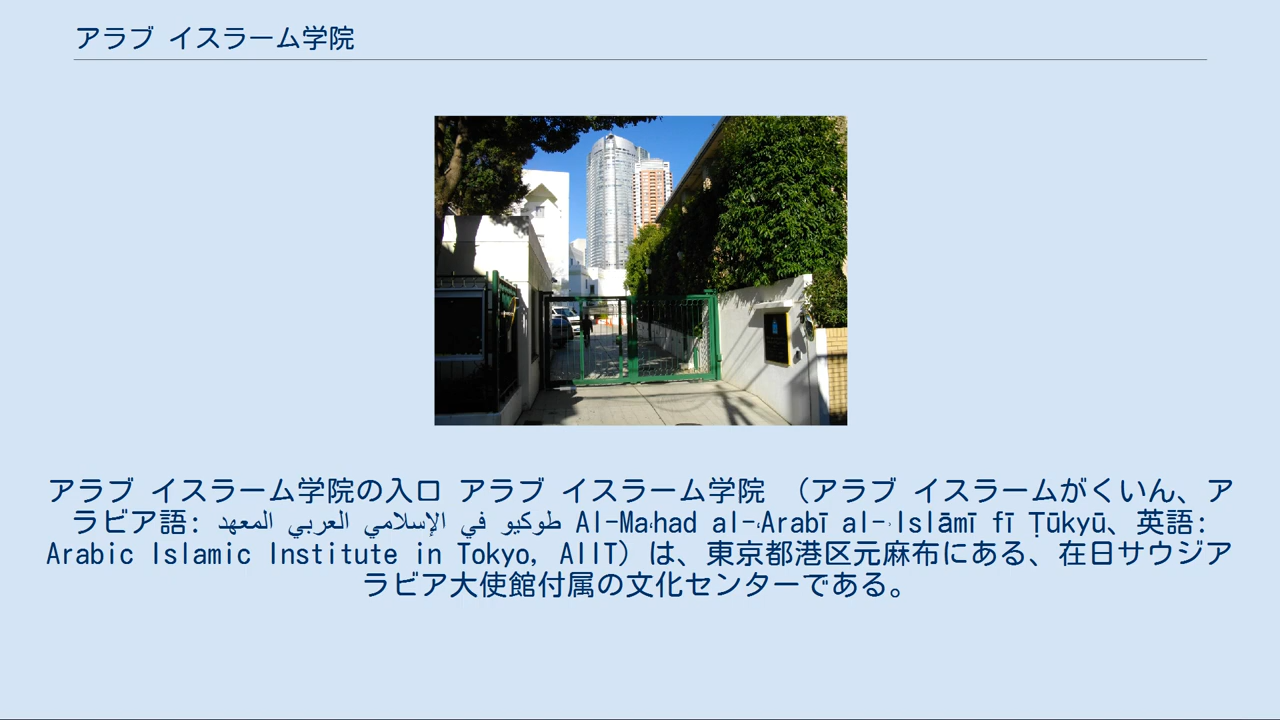 アラブ イスラーム学院
アラブ イスラーム学院の入口 アラブ イスラーム学院 （アラブ イスラームがくいん、ア
ラビア語: المعهد العربي الإسلامي في طوكيو Al-Maʿhad al-ʿArabī al-ʾIslāmī fī Ṭūkyū、英語:
Arabic Islamic Institute in Tokyo, AIIT）は、東京都港区元麻布にある、在日サウジア
ラビア大使館付属の文化センターである。